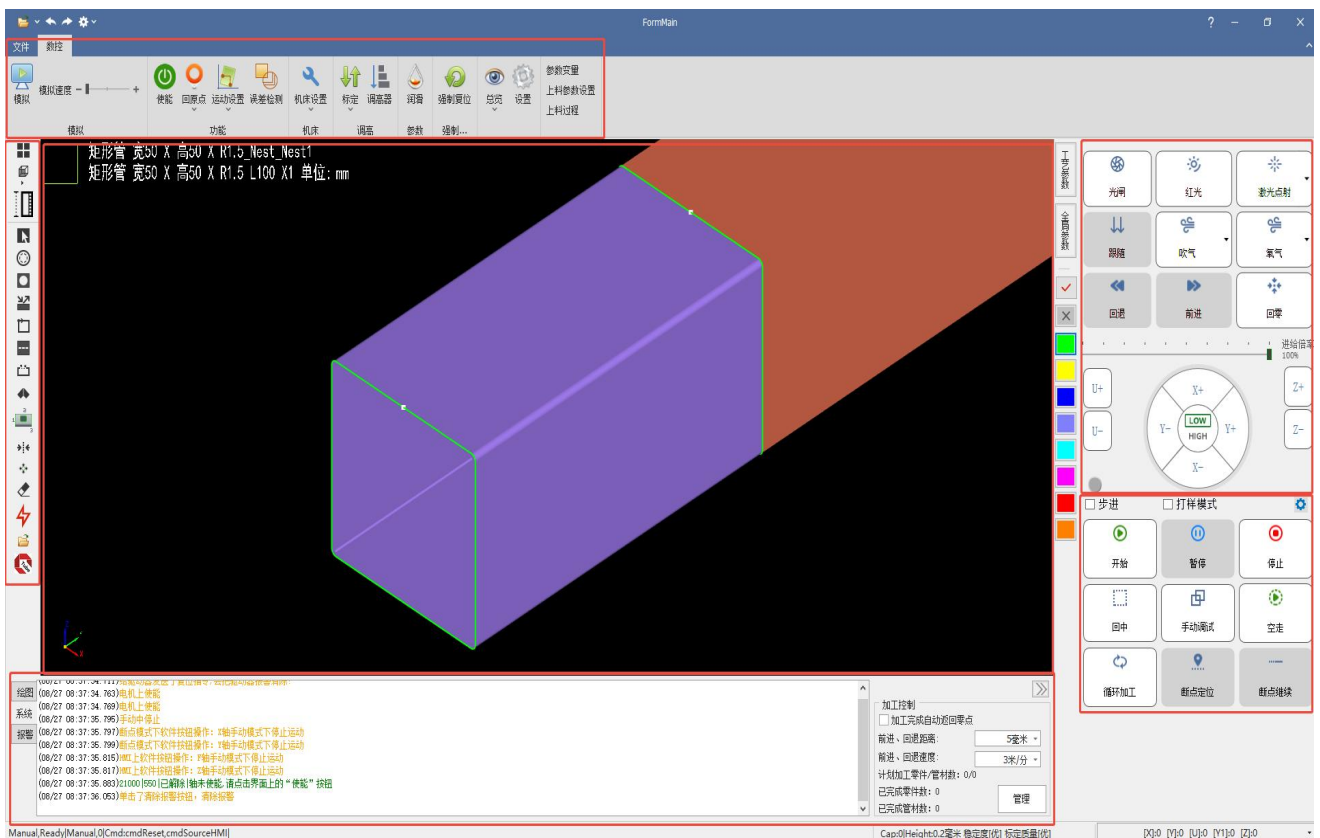 FormMain
文件 数控
模拟 模拟速度 - +
使能 回原点 运动设置 误差检测
机床设置
标定 调高器
润滑
强制复位
总览 设置
参数变量
上料参数设置
上料过程
模拟 功能 机床 调高 参数 强制...
矩形管 宽50 X 高50 X R1.5_Nest_Nest1
矩形管 宽50 X 高50 X R1.5 L100 X1 单位: mm
工艺参数
全局参数
光闸 红光 激光点射
跟随 吹气 氧气
回退 前进 回零
进给倍率
100%
U+ X+ Z+
Y- LOW Y+
HIGH
U- X- Z-
步进 打样模式
开始 暂停 停止
回中 手动调试 空走
循环加工 断点定位 断点继续
绘图
系统
报警
(08/27 08:37:34.763)电机上使能
(08/27 08:37:34.769)电机上使能
(08/27 08:37:35.795)手动中停止
(08/27 08:37:35.797)断点模式下软件按钮操作: X轴手动模式下停止运动
(08/27 08:37:35.799)断点模式下软件按钮操作: Y轴手动模式下停止运动
(08/27 08:37:35.815)HMI上软件按钮操作: Y轴手动模式下停止运动
(08/27 08:37:35.817)HMI上软件按钮操作: Z轴手动模式下停止运动
(08/27 08:37:35.883)21000|550|已解除|轴未使能,请点击界面上的“使能”按钮
(08/27 08:37:36.053)单击了清除报警按钮, 清除报警
加工控制
加工完成自动返回零点
前进、回退距离: 5毫米
前进、回退速度: 3米/分
计划加工零件/管材数: 0/0
已完成零件数: 0
已完成管材数: 0
管理
Manual,Ready|Manual,0|Cmd:cmdReset,cmdSourceHMI|
Cap:0|Height:0.2毫米 稳定度[优] 标定质量[优]
[X]:0 [Y]:0 [U]:0 [Y1]:0 [Z]:0